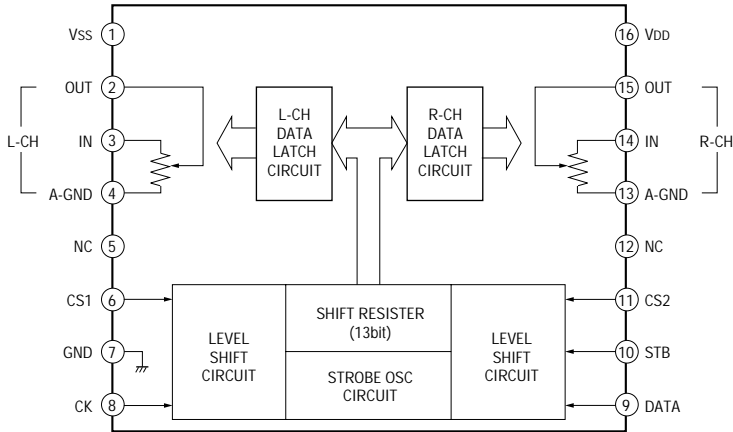 VSS 1
16 VDD
OUT 2
15 OUT
L-CH
IN 3
14 IN
R-CH
A-GND 4
13 A-GND
L-CH
DATA
LATCH
CIRCUIT
R-CH
DATA
LATCH
CIRCUIT
NC 5
12 NC
CS1 6
11 CS2
GND 7
10 STB
CK 8
9 DATA
LEVEL
SHIFT
CIRCUIT
SHIFT RESISTER
(13bit)
STROBE OSC
CIRCUIT
LEVEL
SHIFT
CIRCUIT